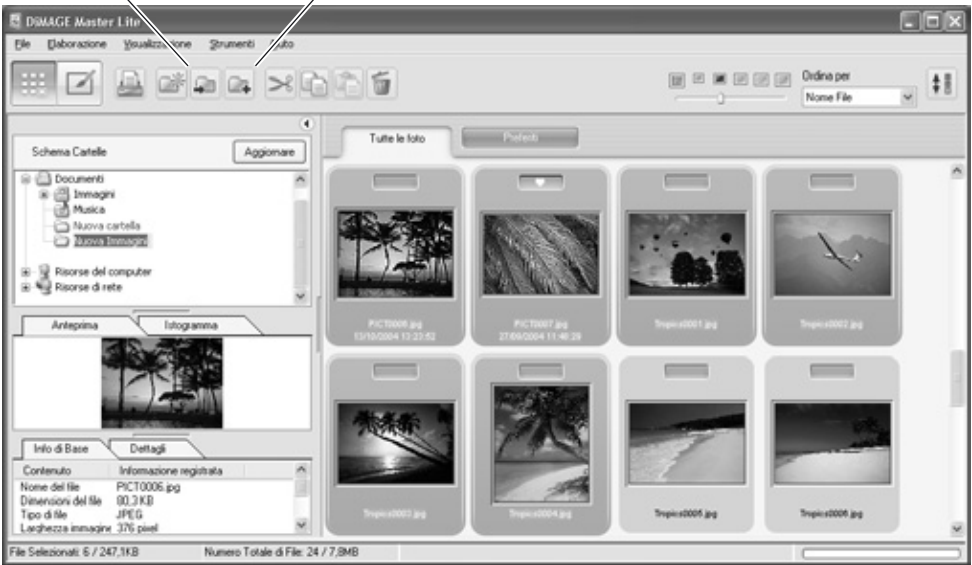 DiMAGE Master Lite
File Elaborazione Visualizzazione Strumenti Aiuto
Ordina per
Nome File
Schema Cartelle
Aggiornare
Tutte le foto
Preferiti
Documenti
Immagini
Musica
Nuova cartella
Nuova Immagini
Risorse del computer
Risorse di rete
Anteprima
Istogramma
Info di Base
Dettagli
Contenuto Informazione registrata
Nome del file PICT0006.jpg
Dimensioni del file 80,3 KB
Tipo di file JPEG
Larghezza immagine 376 pixel
PICT0006.jpg
13/10/2004 13:23:52
PICT0007.jpg
27/09/2004 11:48:28
Tropics0001.jpg
Tropics0002.jpg
Tropics0003.jpg
Tropics0004.jpg
Tropics0005.jpg
Tropics0006.jpg
File Selezionati: 6 / 247,1KB
Numero Totale di File: 24 / 7,8MB